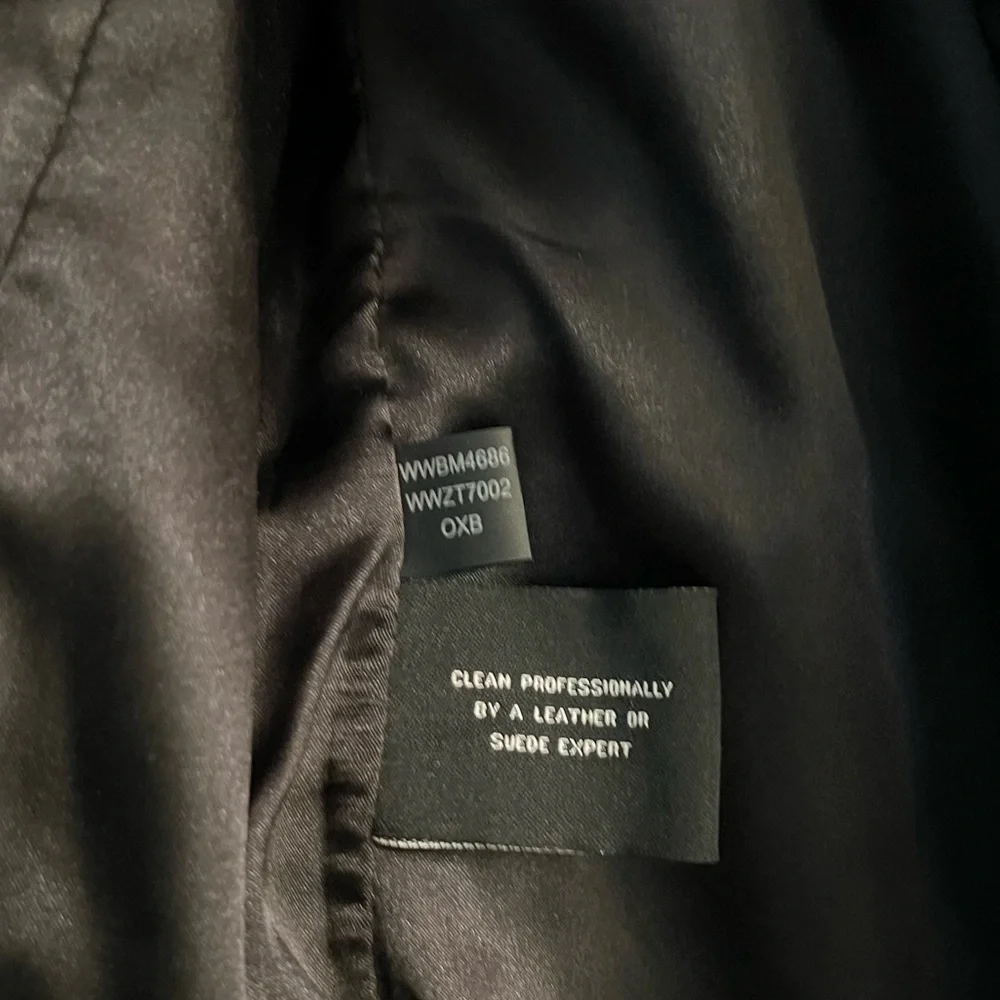 WWBM4686
WWZT7002
OXB
CLEAN PROFESSIONALLY
BY A LEATHER OR
SUEDE EXPERT